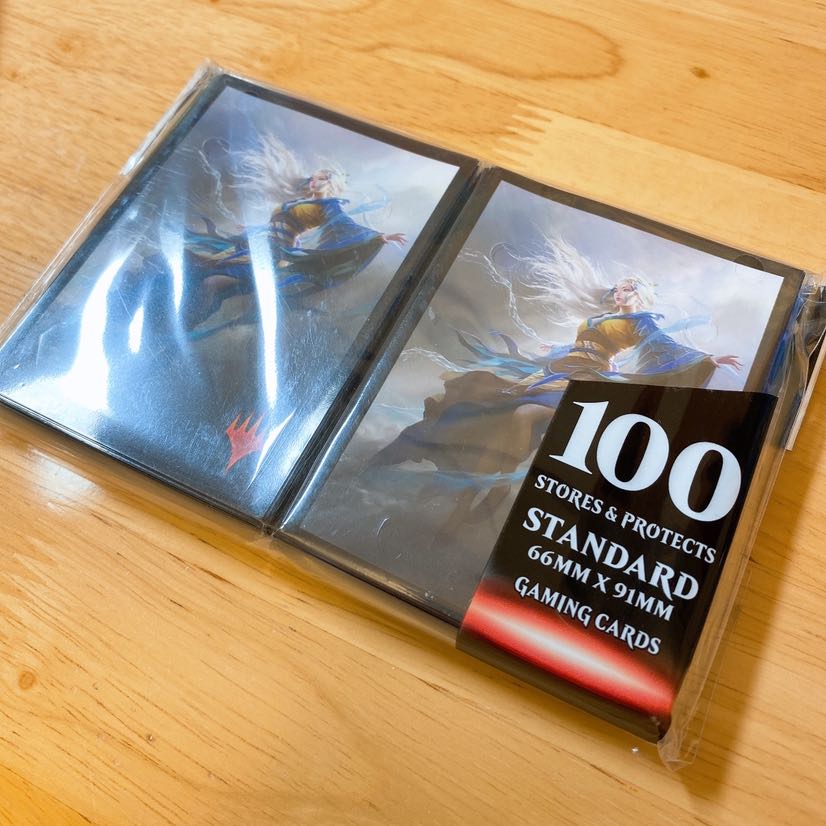 100
STORES & PROTECTS
STANDARD
66MM X 91MM
GAMING CARDS